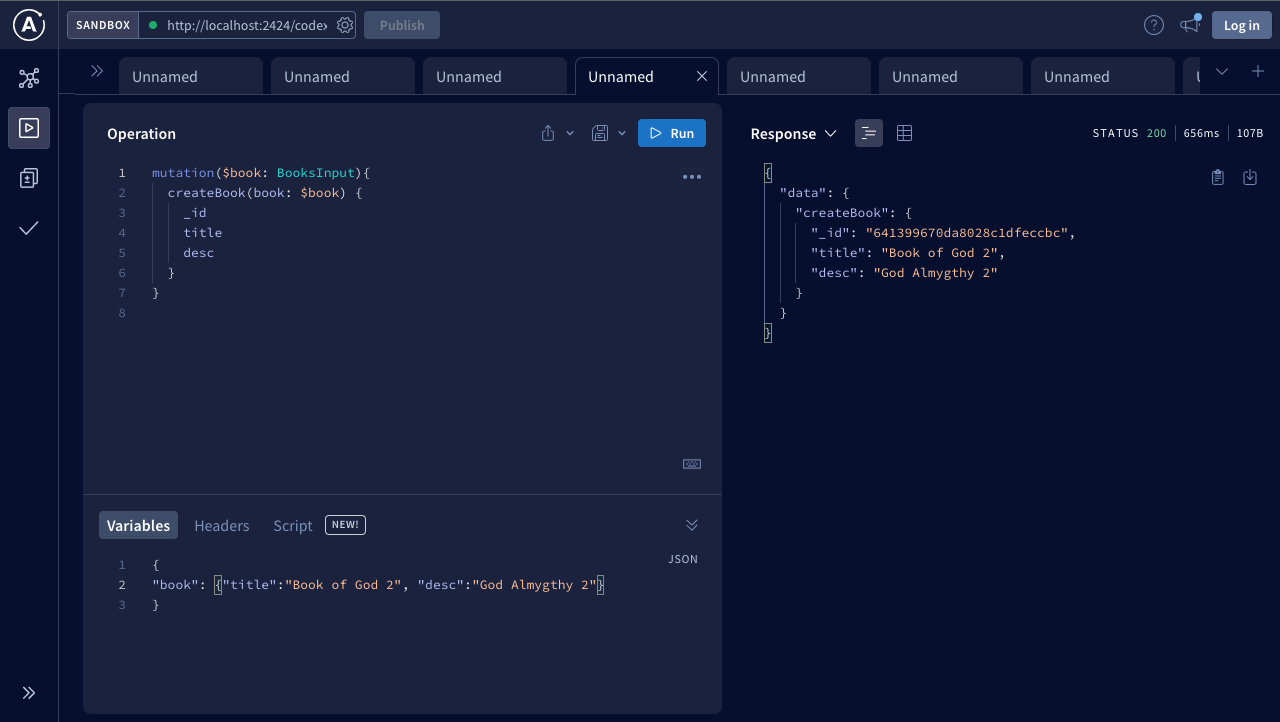 SANDBOX http://localhost:2424/codex Publish Log in
Unnamed Unnamed Unnamed Unnamed Unnamed Unnamed Unnamed
Operation Run
1 mutation($book: BooksInput){
2 createBook(book: $book) {
3 _id
4 title
5 desc
6 }
7 }
8
Variables Headers Script NEW!
JSON
1 {
2 "book": {"title":"Book of God 2", "desc":"God Almygthy 2"}
3 }
Response STATUS 200 656ms 107B
{
"data": {
"createBook": {
"_id": "641399670da8028c1dfeccbc",
"title": "Book of God 2",
"desc": "God Almygthy 2"
}
}
}